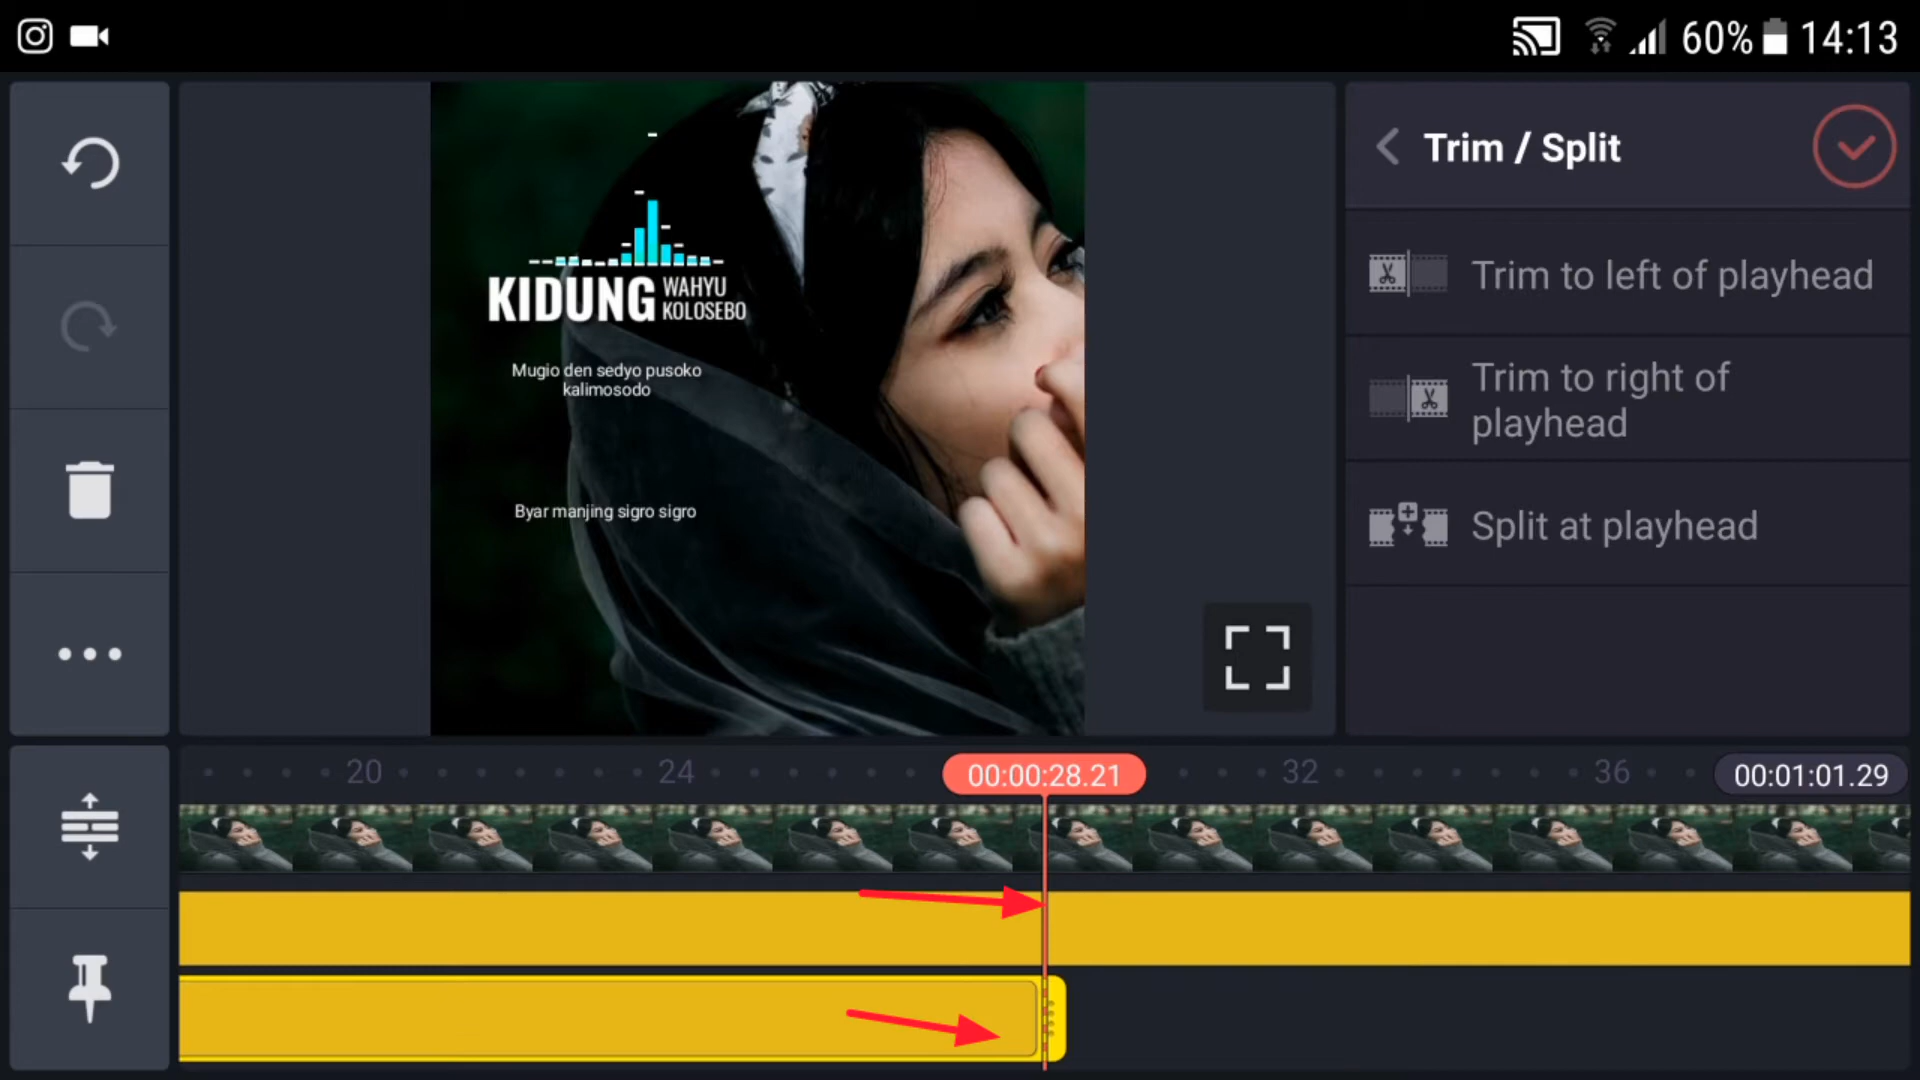 60% 14:13
Trim / Split
Trim to left of playhead
Trim to right of
playhead
Split at playhead
KIDUNG WAHYU
KOLOSEBO
Mugio den sedyo pusoko
kalimosodo
Byar manjing sigro sigro
20 24 00:00:28.21 32 36 00:01:01.29